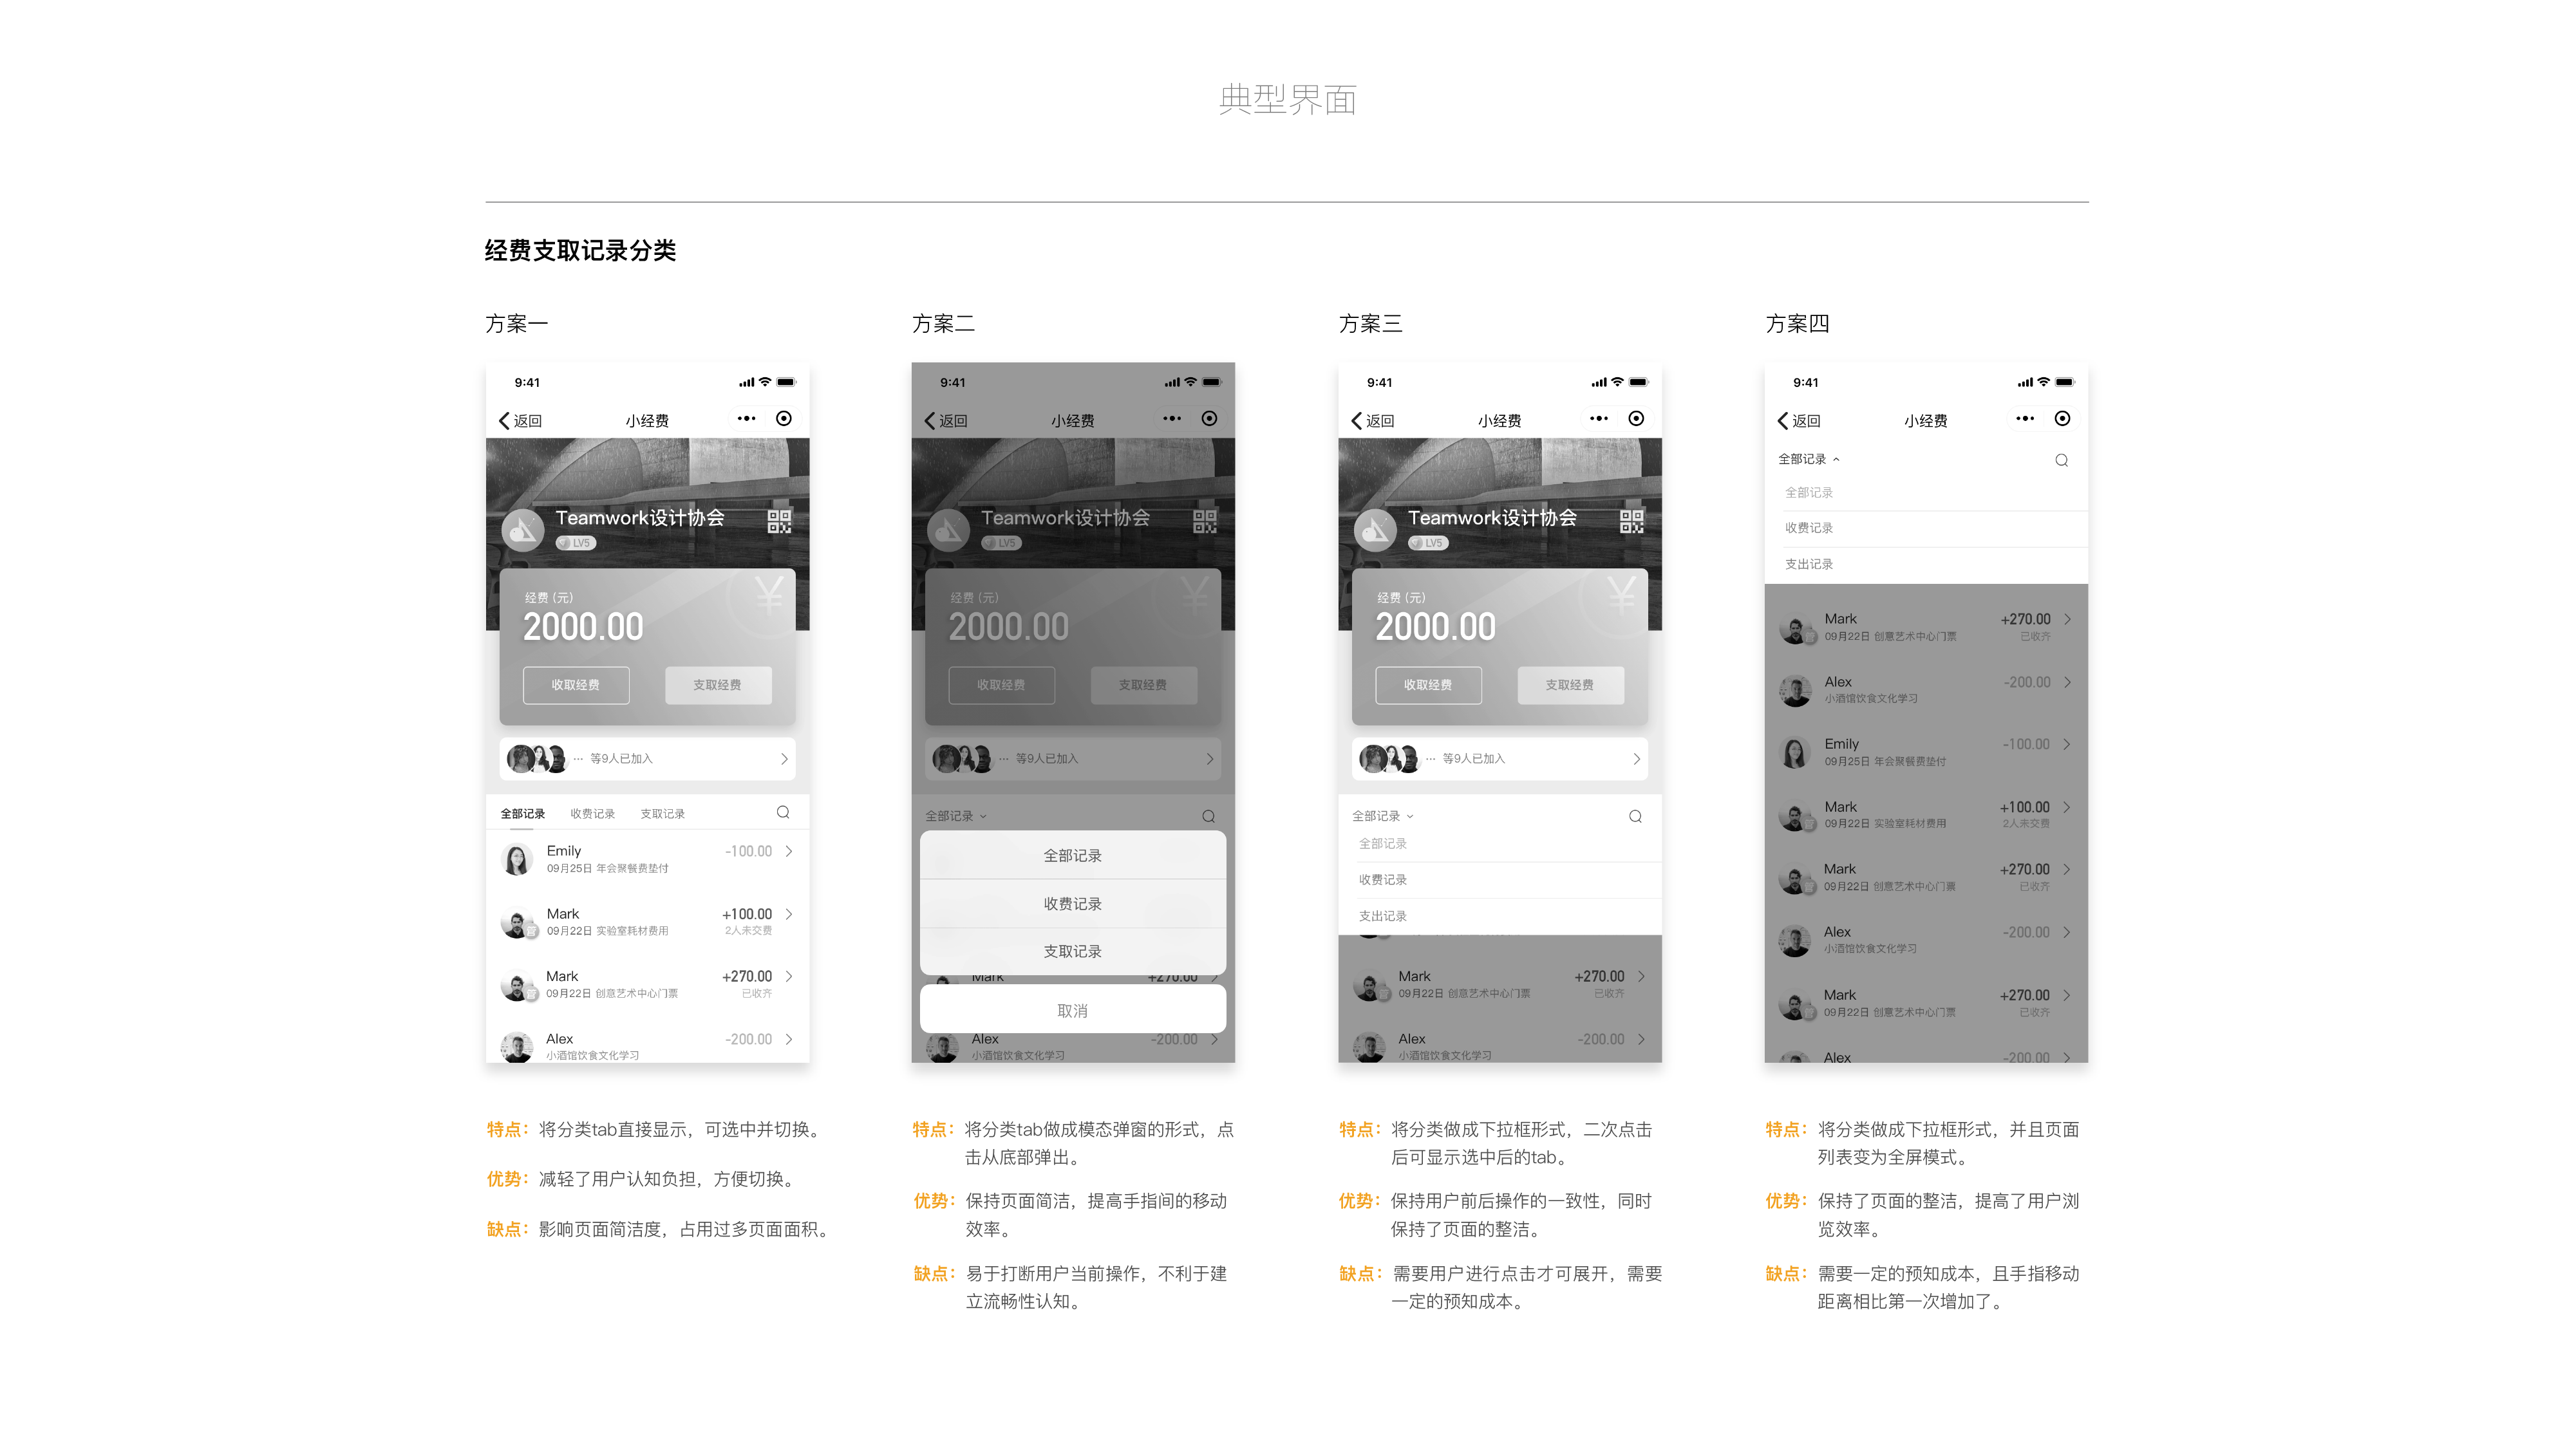 典型界面
经费支取记录分类
方案一
9:41
返回
小经费
Teamwork设计协会
LV5
经费 (元)
¥
2000.00
收取经费
支取经费
··· 等9人已加入
全部记录
收费记录
支取记录
Emily
-100.00
09月25日 年会聚餐费垫付
Mark
+100.00
管
09月22日 实验室耗材费用
2人未交费
Mark
+270.00
管
09月22日 创意艺术中心门票
已收齐
Alex
-200.00
小酒馆饮食文化学习
特点： 将分类tab直接显示，可选中并切换。
优势： 减轻了用户认知负担，方便切换。
缺点： 影响页面简洁度，占用过多页面面积。
方案二
9:41
返回
小经费
Teamwork设计协会
LV5
经费 (元)
¥
2000.00
收取经费
支取经费
··· 等9人已加入
全部记录
全部记录
收费记录
支取记录
Mark
+270.00
取消
Alex
-200.00
小酒馆饮食文化学习
特点： 将分类tab做成模态弹窗的形式，点
击从底部弹出。
优势： 保持页面简洁，提高手指间的移动
效率。
缺点： 易于打断用户当前操作，不利于建
立流畅性认知。
方案三
9:41
返回
小经费
Teamwork设计协会
LV5
经费 (元)
¥
2000.00
收取经费
支取经费
··· 等9人已加入
全部记录
全部记录
收费记录
支出记录
Mark
+270.00
管
09月22日 创意艺术中心门票
已收齐
Alex
-200.00
小酒馆饮食文化学习
特点： 将分类做成下拉框形式，二次点击
后可显示选中后的tab。
优势： 保持用户前后操作的一致性，同时
保持了页面的整洁。
缺点： 需要用户进行点击才可展开，需要
一定的预知成本。
方案四
9:41
返回
小经费
全部记录
全部记录
收费记录
支出记录
Mark
+270.00
管
09月22日 创意艺术中心门票
已收齐
Alex
-200.00
小酒馆饮食文化学习
Emily
-100.00
09月25日 年会聚餐费垫付
Mark
+100.00
管
09月22日 实验室耗材费用
2人未交费
Mark
+270.00
管
09月22日 创意艺术中心门票
已收齐
Alex
-200.00
小酒馆饮食文化学习
Mark
+270.00
管
09月22日 创意艺术中心门票
已收齐
Alex
-200.00
特点： 将分类做成下拉框形式，并且页面
列表变为全屏模式。
优势： 保持了页面的整洁，提高了用户浏
览效率。
缺点： 需要一定的预知成本，且手指移动
距离相比第一次增加了。